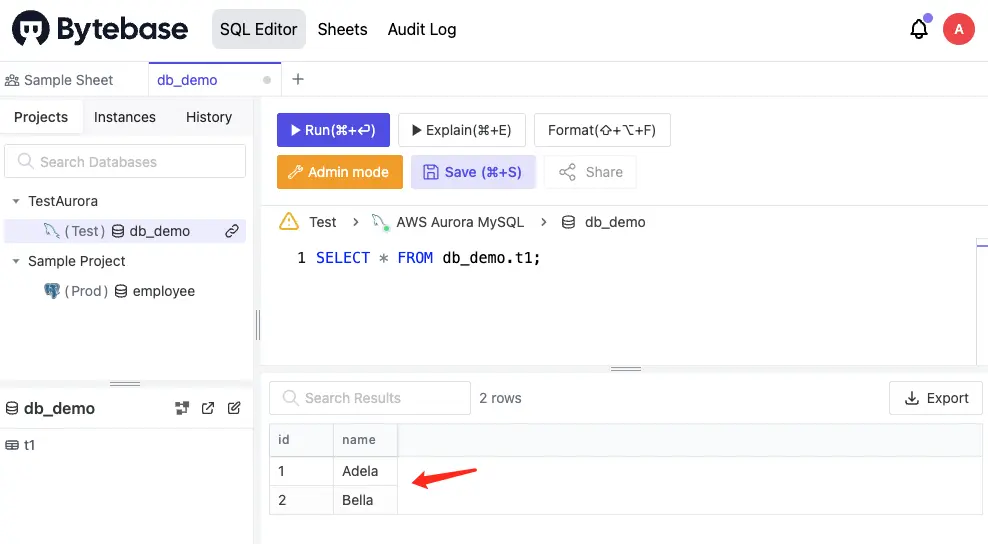 Bytebase SQL Editor Sheets Audit Log A
Sample Sheet db_demo +
Projects Instances History
Run(⌘+⏎) Explain(⌘+E) Format(⇧+⌥+F)
Search Databases
Admin mode Save (⌘+S) Share
TestAurora
(Test) db_demo
Test > AWS Aurora MySQL > db_demo
Sample Project
1 SELECT * FROM db_demo.t1;
(Prod) employee
Search Results 2 rows Export
db_demo
t1
id name
1 Adela
2 Bella